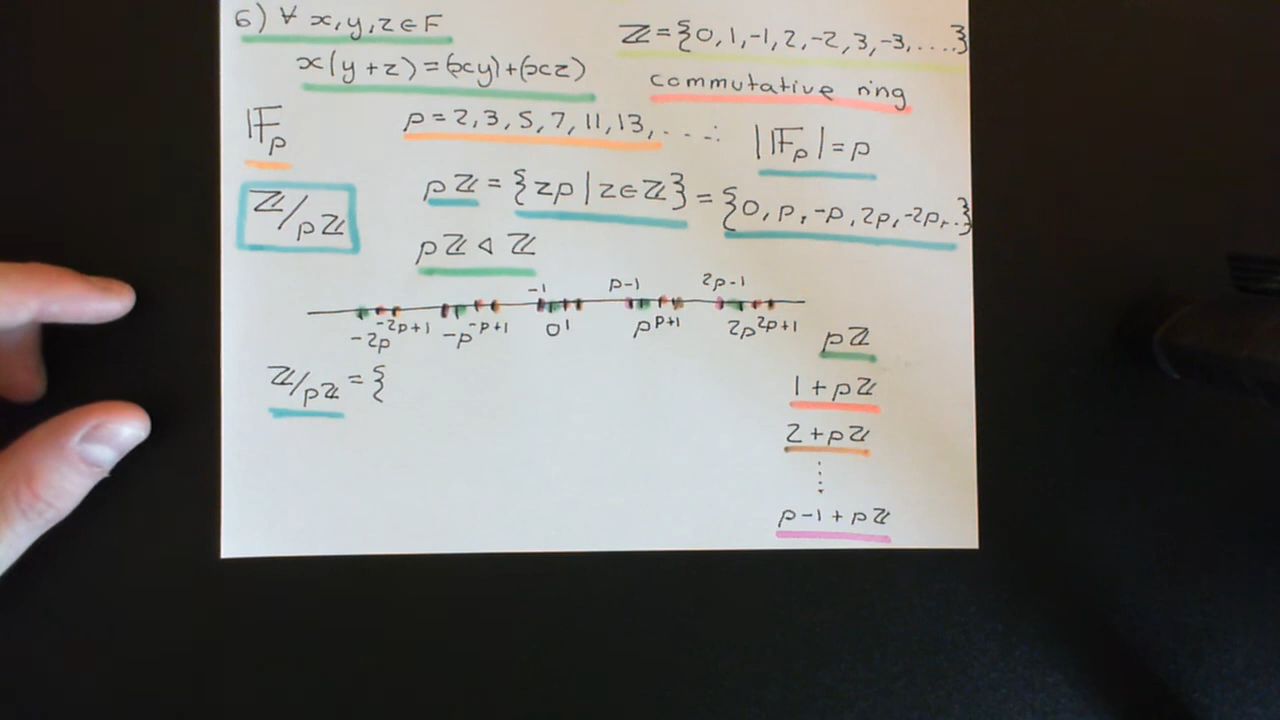 6) ∀ x, y, z ∈ F
x(y + z) = (xy) + (xz)
ℤ = {0, 1, -1, 2, -2, 3, -3, ....}
commutative ring
𝔽p
p = 2, 3, 5, 7, 11, 13, ....
|𝔽p| = p
ℤ/pℤ
pℤ = {zp | z ∈ ℤ} = {0, p, -p, 2p, -2p, ..}
pℤ ◁ ℤ
-1 p-1 2p-1
-2p -2p+1 -p -p+1 0 1 p p+1 2p 2p+1
pℤ
ℤ/pℤ = {
1 + pℤ
2 + pℤ
⋮
p-1 + pℤ